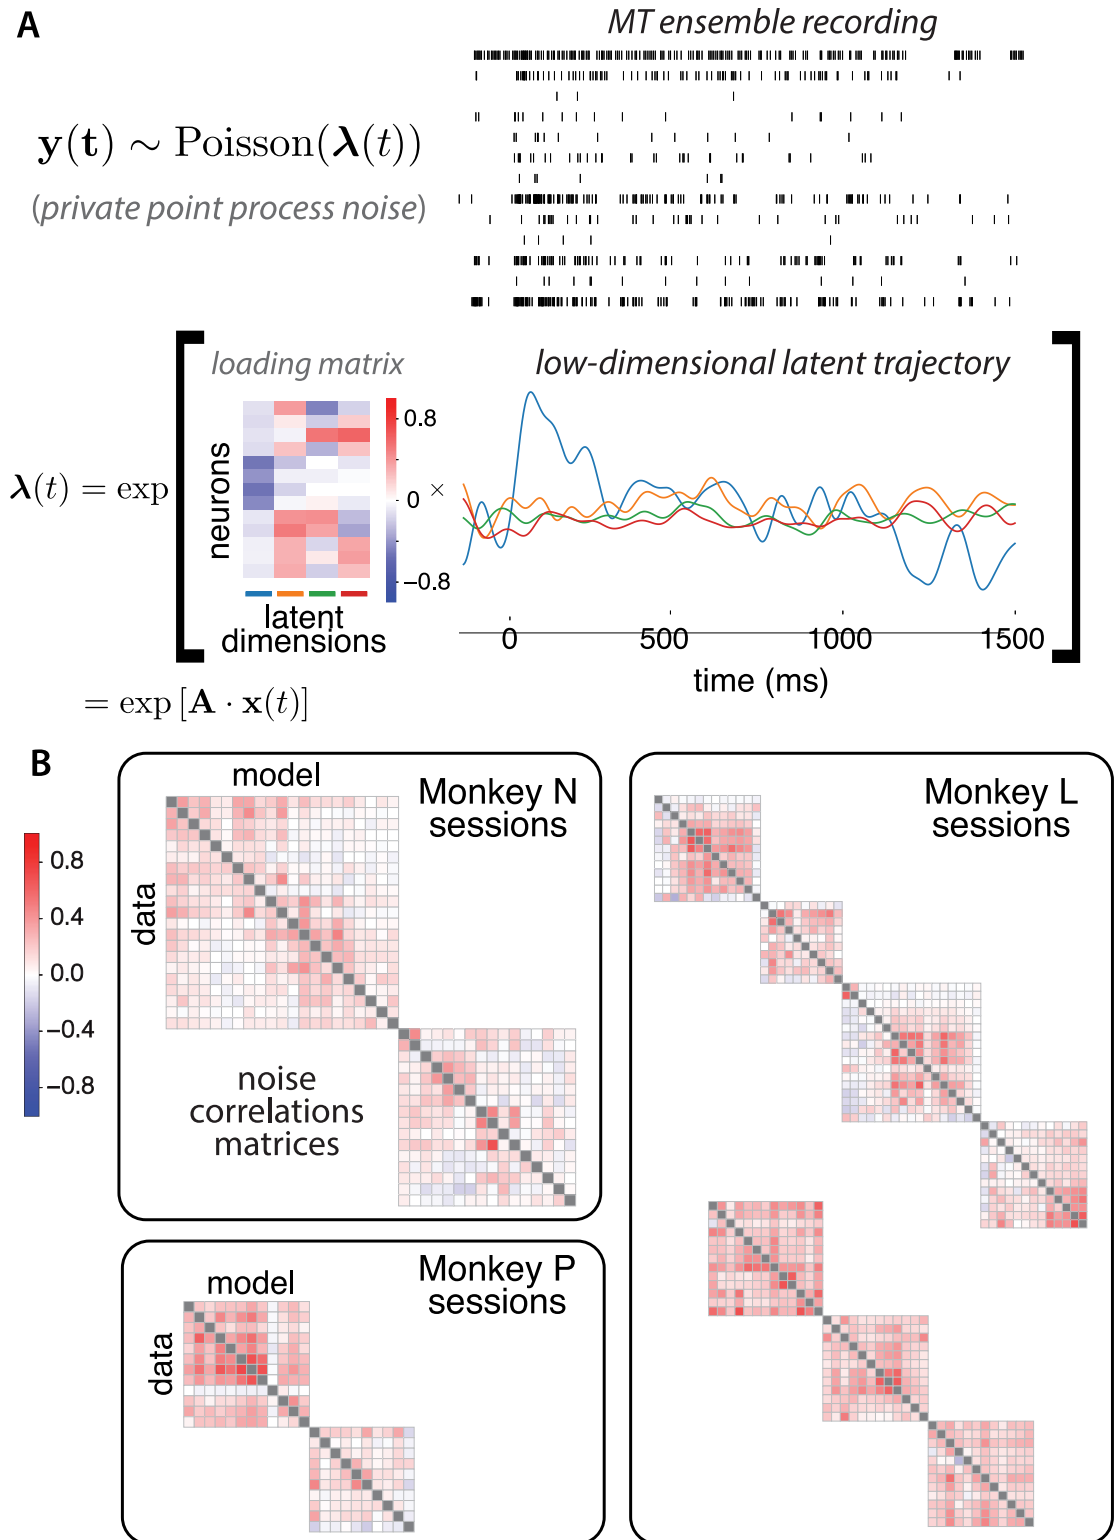 A
MT ensemble recording
y(t) ∼ Poisson(λ(t))
(private point process noise)
loading matrix
low-dimensional latent trajectory
neurons
0.8
0
−0.8
×
λ(t) = exp
latent
dimensions
0
500
1000
1500
time (ms)
= exp [A · x(t)]
B
model
Monkey N
sessions
data
0.8
0.4
0.0
−0.4
−0.8
noise
correlations
matrices
Monkey L
sessions
model
Monkey P
sessions
data